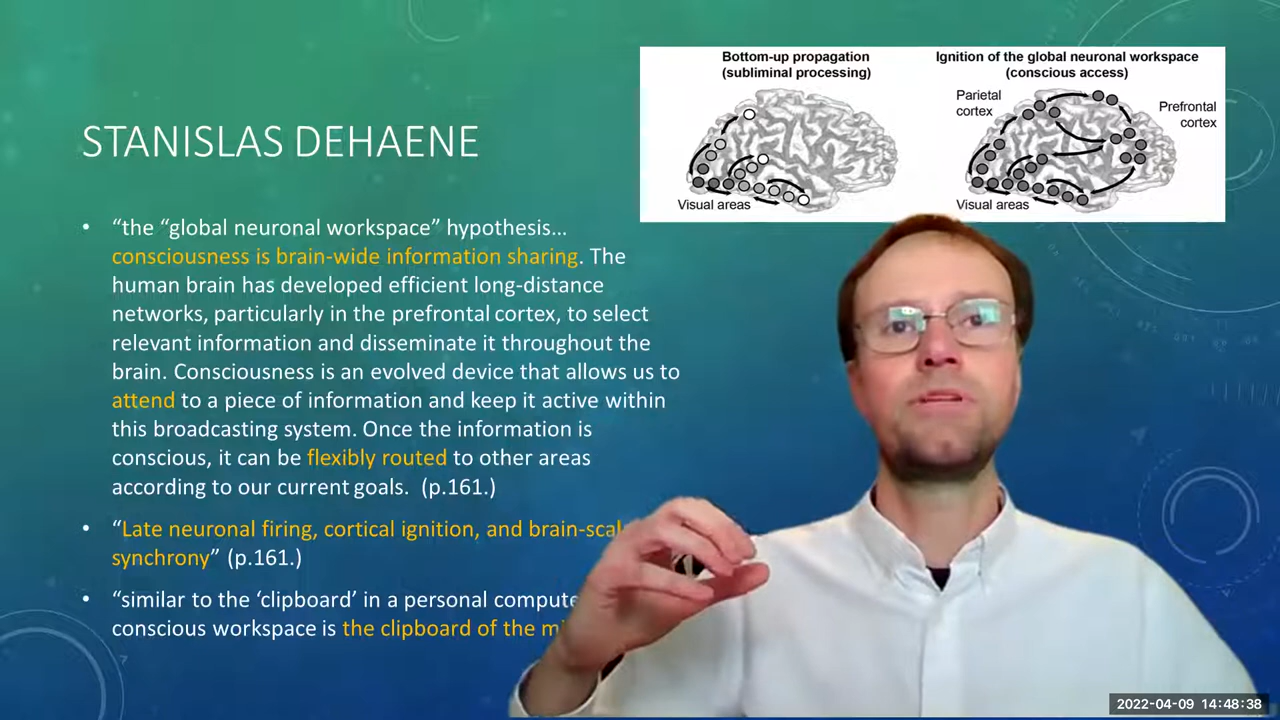 Bottom-up propagation
(subliminal processing)
Ignition of the global neuronal workspace
(conscious access)
Parietal
cortex
Prefrontal
cortex
Visual areas
Visual areas
STANISLAS DEHAENE
• “the “global neuronal workspace” hypothesis…
consciousness is brain-wide information sharing. The
human brain has developed efficient long-distance
networks, particularly in the prefrontal cortex, to select
relevant information and disseminate it throughout the
brain. Consciousness is an evolved device that allows us to
attend to a piece of information and keep it active within
this broadcasting system. Once the information is
conscious, it can be flexibly routed to other areas
according to our current goals. (p.161.)
• “Late neuronal firing, cortical ignition, and
synchrony” (p.161.)
• “similar to the ‘clipboard’ in a personal
conscious workspace is the clipboard of the
2022-04-09 14:48:38